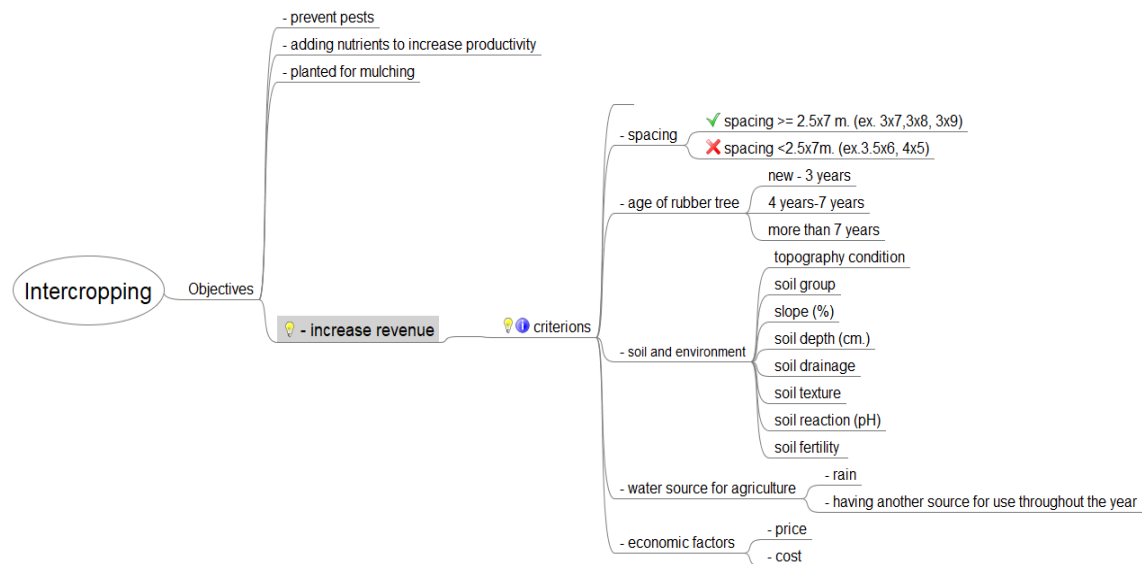 Intercropping
Objectives
- prevent pests
- adding nutrients to increase productivity
- planted for mulching
- increase revenue
criterions
- spacing
spacing >= 2.5x7 m. (ex. 3x7,3x8, 3x9)
spacing <2.5x7m. (ex.3.5x6, 4x5)
- age of rubber tree
new - 3 years
4 years-7 years
more than 7 years
- soil and environment
topography condition
soil group
slope (%)
soil depth (cm.)
soil drainage
soil texture
soil reaction (pH)
soil fertility
- water source for agriculture
- rain
- having another source for use throughout the year
- economic factors
- price
- cost